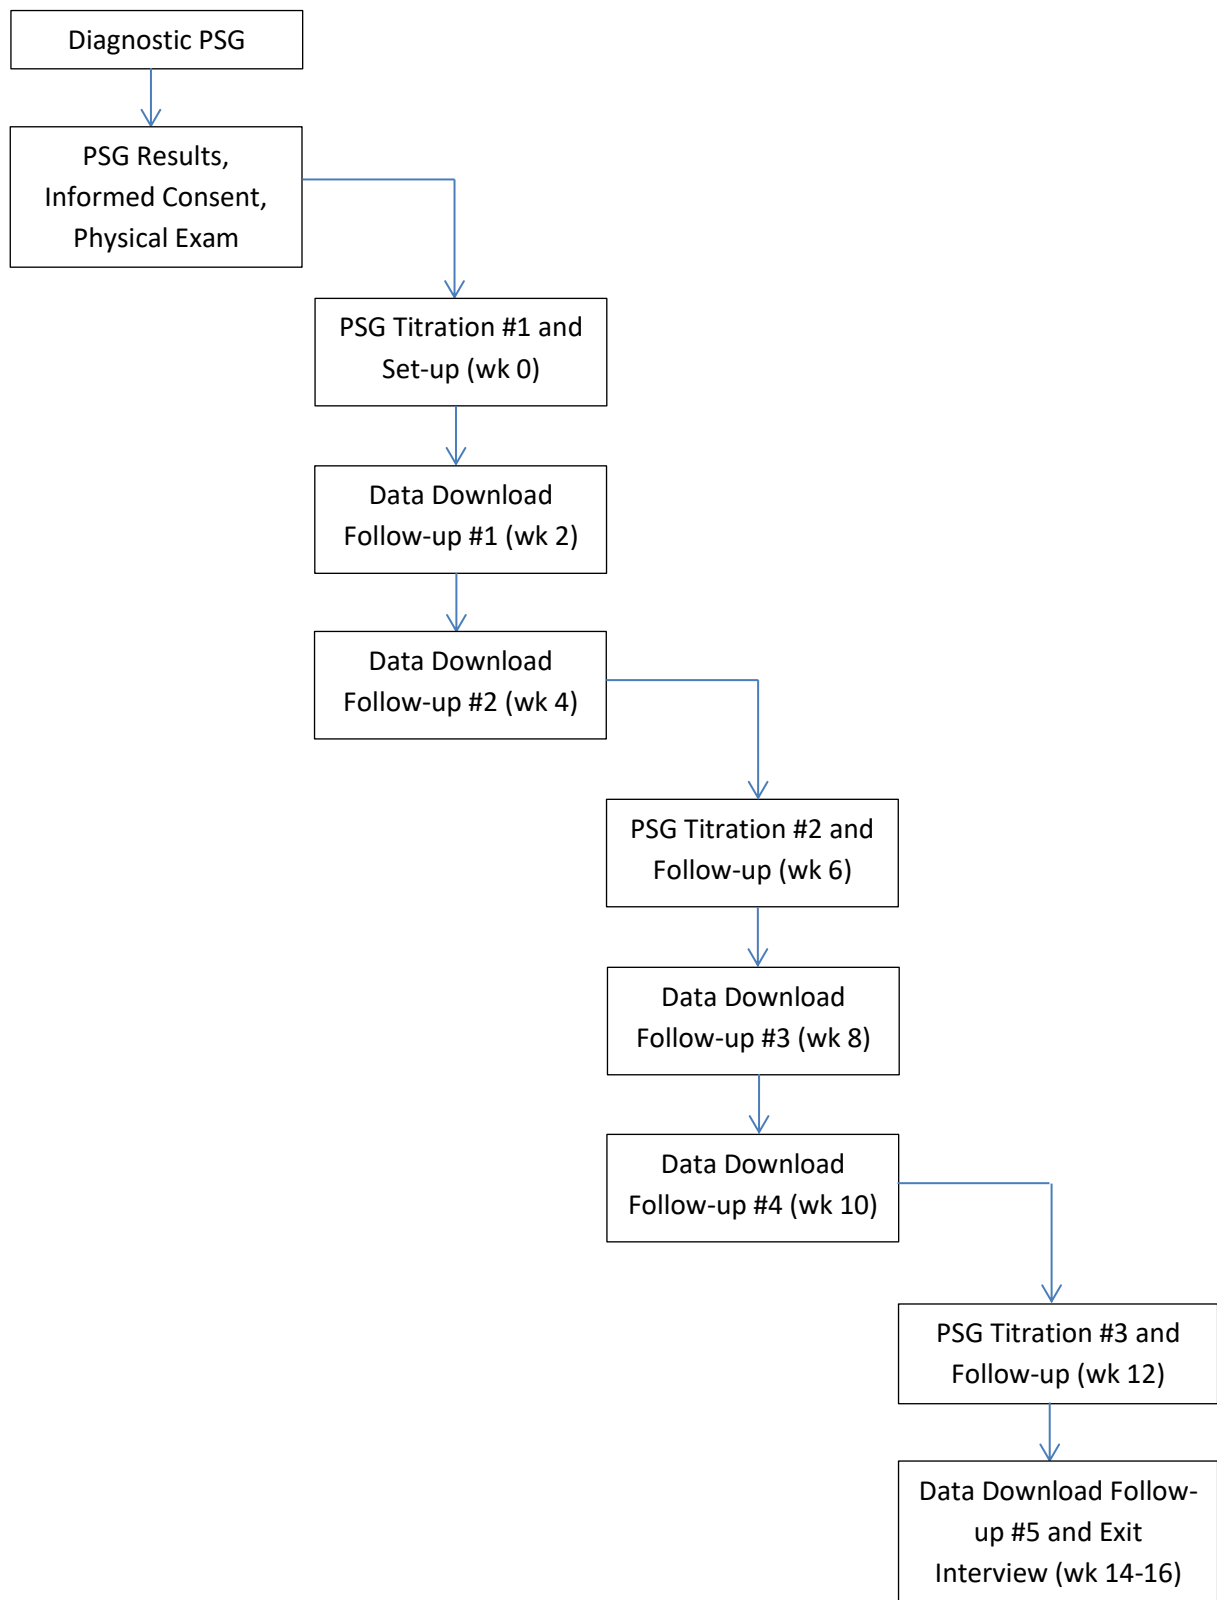 Diagnostic PSG
PSG Results,
Informed Consent,
Physical Exam
PSG Titration #1 and
Set-up (wk 0)
Data Download
Follow-up #1 (wk 2)
Data Download
Follow-up #2 (wk 4)
PSG Titration #2 and
Follow-up (wk 6)
Data Download
Follow-up #3 (wk 8)
Data Download
Follow-up #4 (wk 10)
PSG Titration #3 and
Follow-up (wk 12)
Data Download Follow-
up #5 and Exit
Interview (wk 14-16)